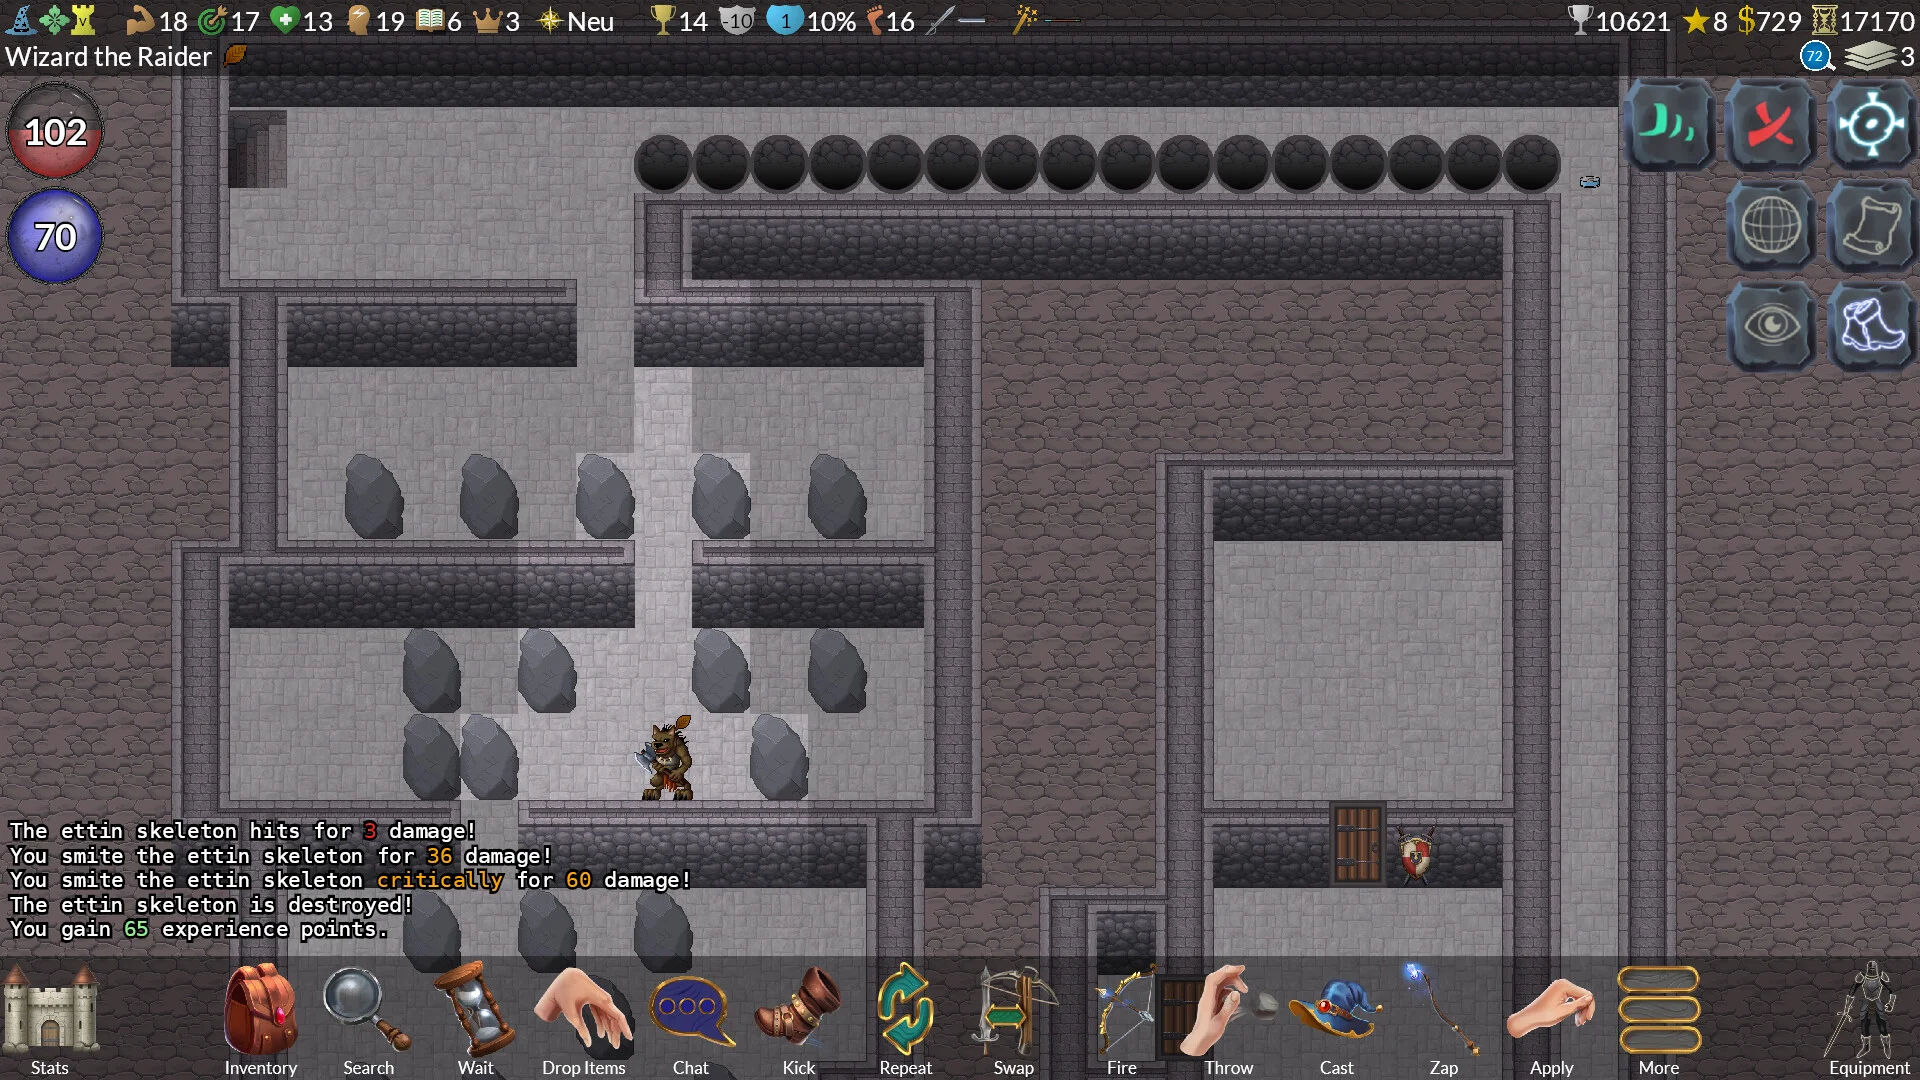 18 17 13 19 6 3 Neu 14 -10 1 10% 16 10621 8 $729 17170
Wizard the Raider 72 3
102
70
The ettin skeleton hits for 3 damage!
You smite the ettin skeleton for 36 damage!
You smite the ettin skeleton critically for 60 damage!
The ettin skeleton is destroyed!
You gain 65 experience points.
Stats Inventory Search Wait Drop Items Chat Kick Repeat Swap Fire Throw Cast Zap Apply More Equipment